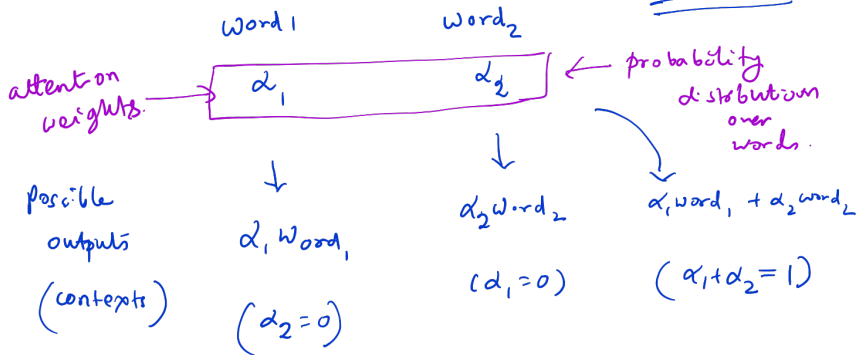 word1 word₂
attention weights.
α₁ α₂
probability
distribution
over
words.
possible
outputs
(contexts)
α₁ word₁
(α₂ = 0)
α₂ word₂
(α₁ = 0)
α₁ word₁ + α₂ word₂
(α₁ + α₂ = 1)